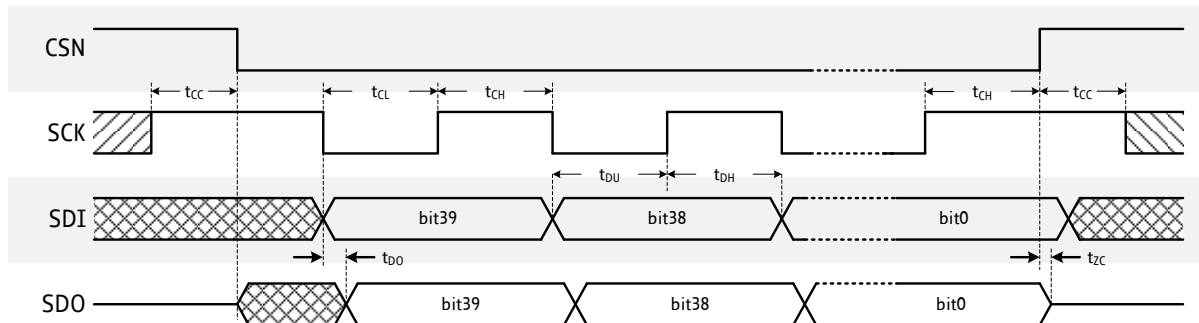 CSN
tCC tCL tCH tCH tCC
SCK
tDU tDH
SDI bit39 bit38 bit0
tDO tZC
SDO bit39 bit38 bit0